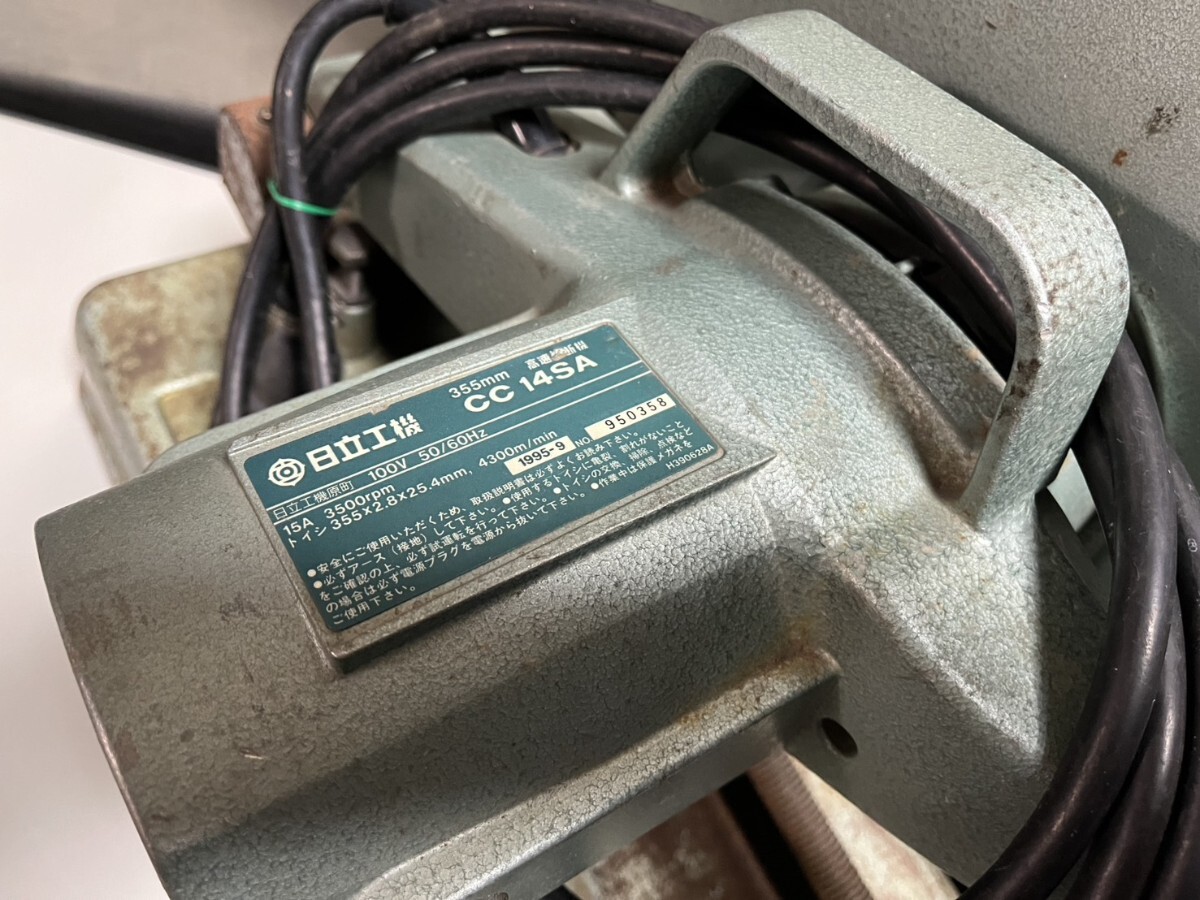 355mm 高速切断機
日立工機 CC 14SA
日立工機原町 100V 50/60Hz
15A 3500rpm
トイシ 355×2.8×25.4mm, 4300m/min
1995-9 NO. 950358
●安全にご使用いただくため、取扱説明書は必ずよくお読み下さい。
●必ずアース（接地）して下さい。●使用するトイシに亀裂、割れがないこと
をご確認の上、必ず試運転を行って下さい。●トイシの交換、掃除、点検など
の場合は必ず電源プラグを電源から抜いて下さい。●作業中は保護メガネを
ご使用下さい。
H390628A